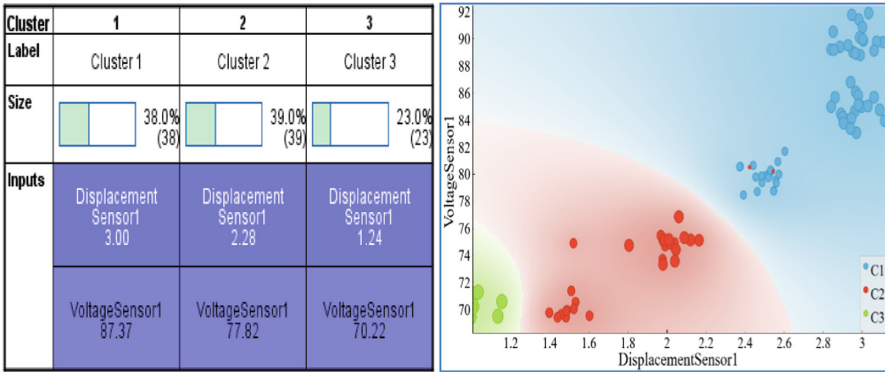 Cluster 1 2 3
Label Cluster 1 Cluster 2 Cluster 3
Size 38.0% (38) 39.0% (39) 23.0% (23)
Inputs
Displacement Sensor1 3.00
Displacement Sensor1 2.28
Displacement Sensor1 1.24
VoltageSensor1 87.37
VoltageSensor1 77.82
VoltageSensor1 70.22
VoltageSensor1
92
90
88
86
84
82
80
78
76
74
72
70
C1
C2
C3
1.2 1.4 1.6 1.8 2 2.2 2.4 2.6 2.8 3
DisplacementSensor1